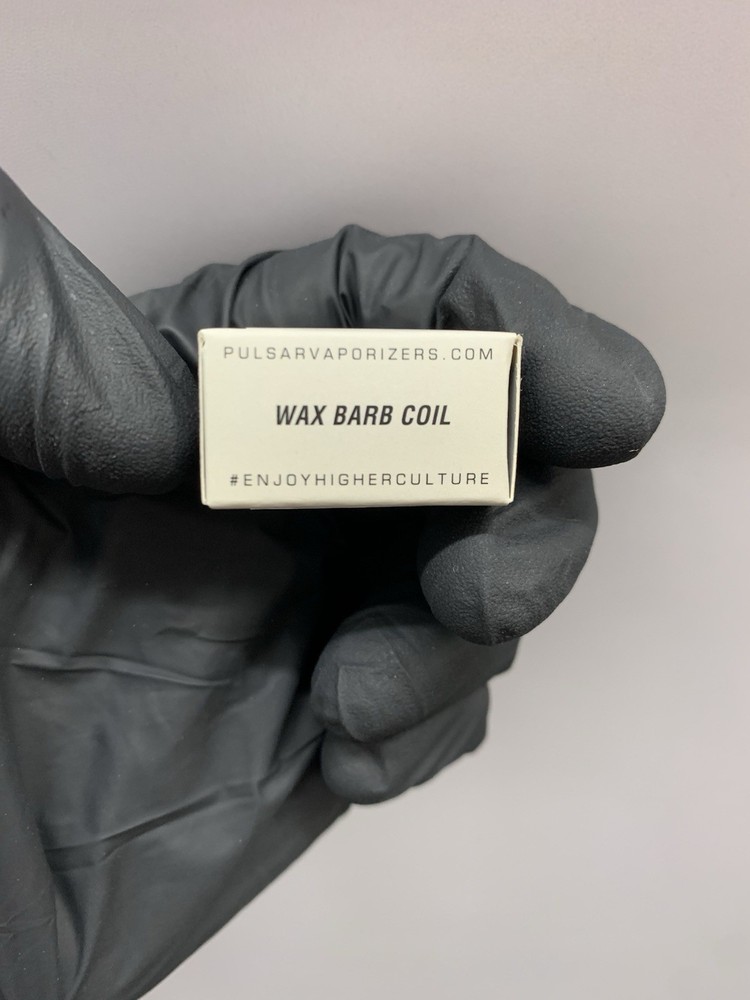 PULSARVAPORIZERS.COM
WAX BARB COIL
#ENJOYHIGHERCULTURE